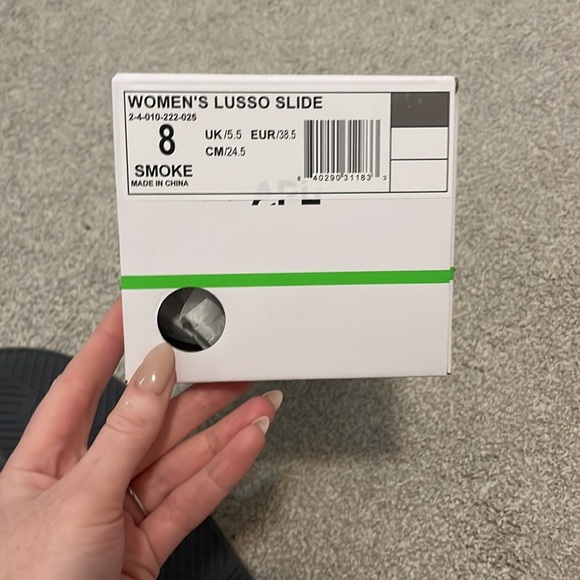 WOMEN'S LUSSO SLIDE
2-4-010-222-025
8
UK/5.5 EUR/38.5
CM/24.5
SMOKE
MADE IN CHINA
8 40290 31183 3
APL